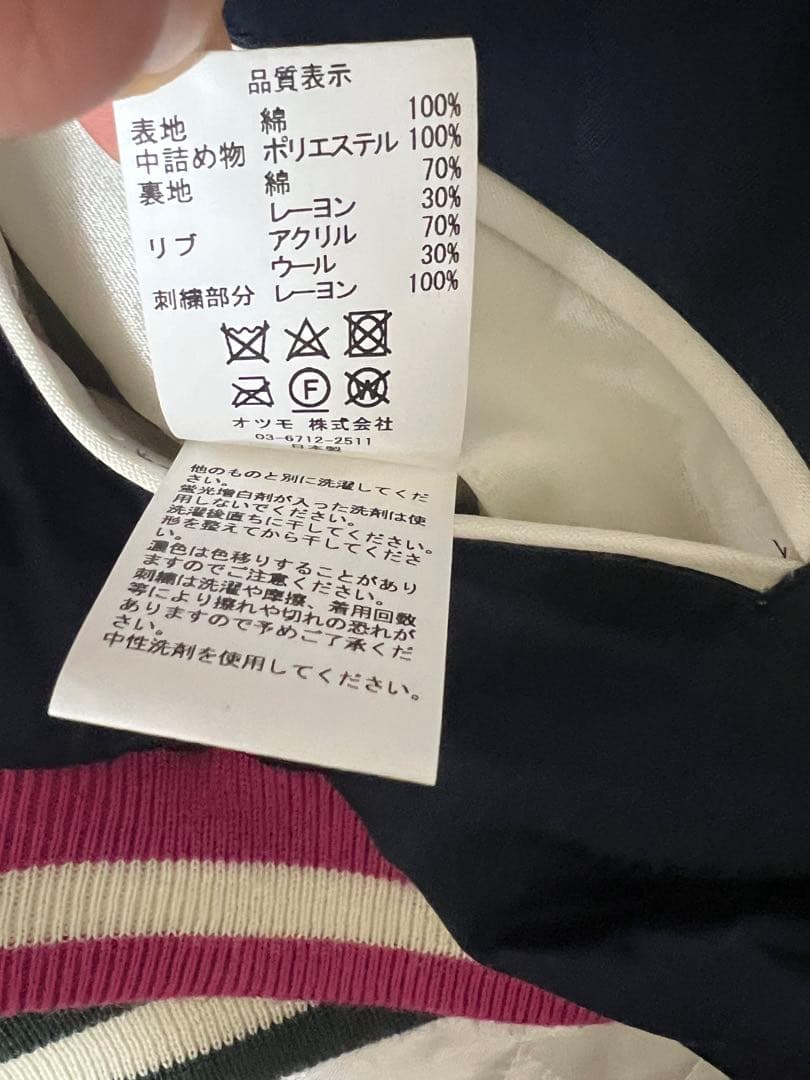 品質表示
表地 綿 100%
中詰め物 ポリエステル 100%
裏地 綿 70%
レーヨン 30%
リブ アクリル 70%
ウール 30%
刺繍部分 レーヨン 100%
F
W
オツモ 株式会社
03-6712-2511
日本製
他のものと別に洗濯してくだ
さい。
蛍光増白剤が入った洗剤は使
用しないでください。
洗濯後直ちに干してください。
形を整えてから干してくださ
い。
濃色は色移りすることがあり
ますのでご注意ください。
刺繍は洗濯や摩擦、着用回数
等により擦れや切れの恐れが
ありますので予めご了承くだ
さい。
中性洗剤を使用してください。